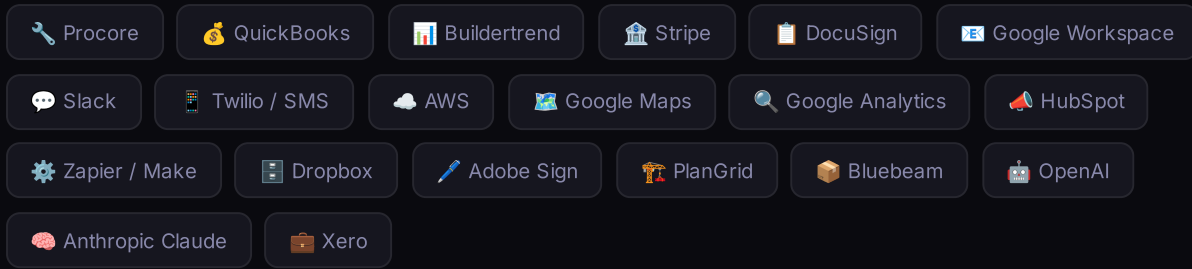 🔧 Procore 💰 QuickBooks 📊 Buildertrend 🏦 Stripe 📋 DocuSign 📧 Google Workspace
💬 Slack 📱 Twilio / SMS ☁️ AWS 🗺️ Google Maps 🔍 Google Analytics 📣 HubSpot
⚙️ Zapier / Make 🗄️ Dropbox 🖊️ Adobe Sign 🏗️ PlanGrid 📦 Bluebeam 🤖 OpenAI
🧠 Anthropic Claude 💼 Xero